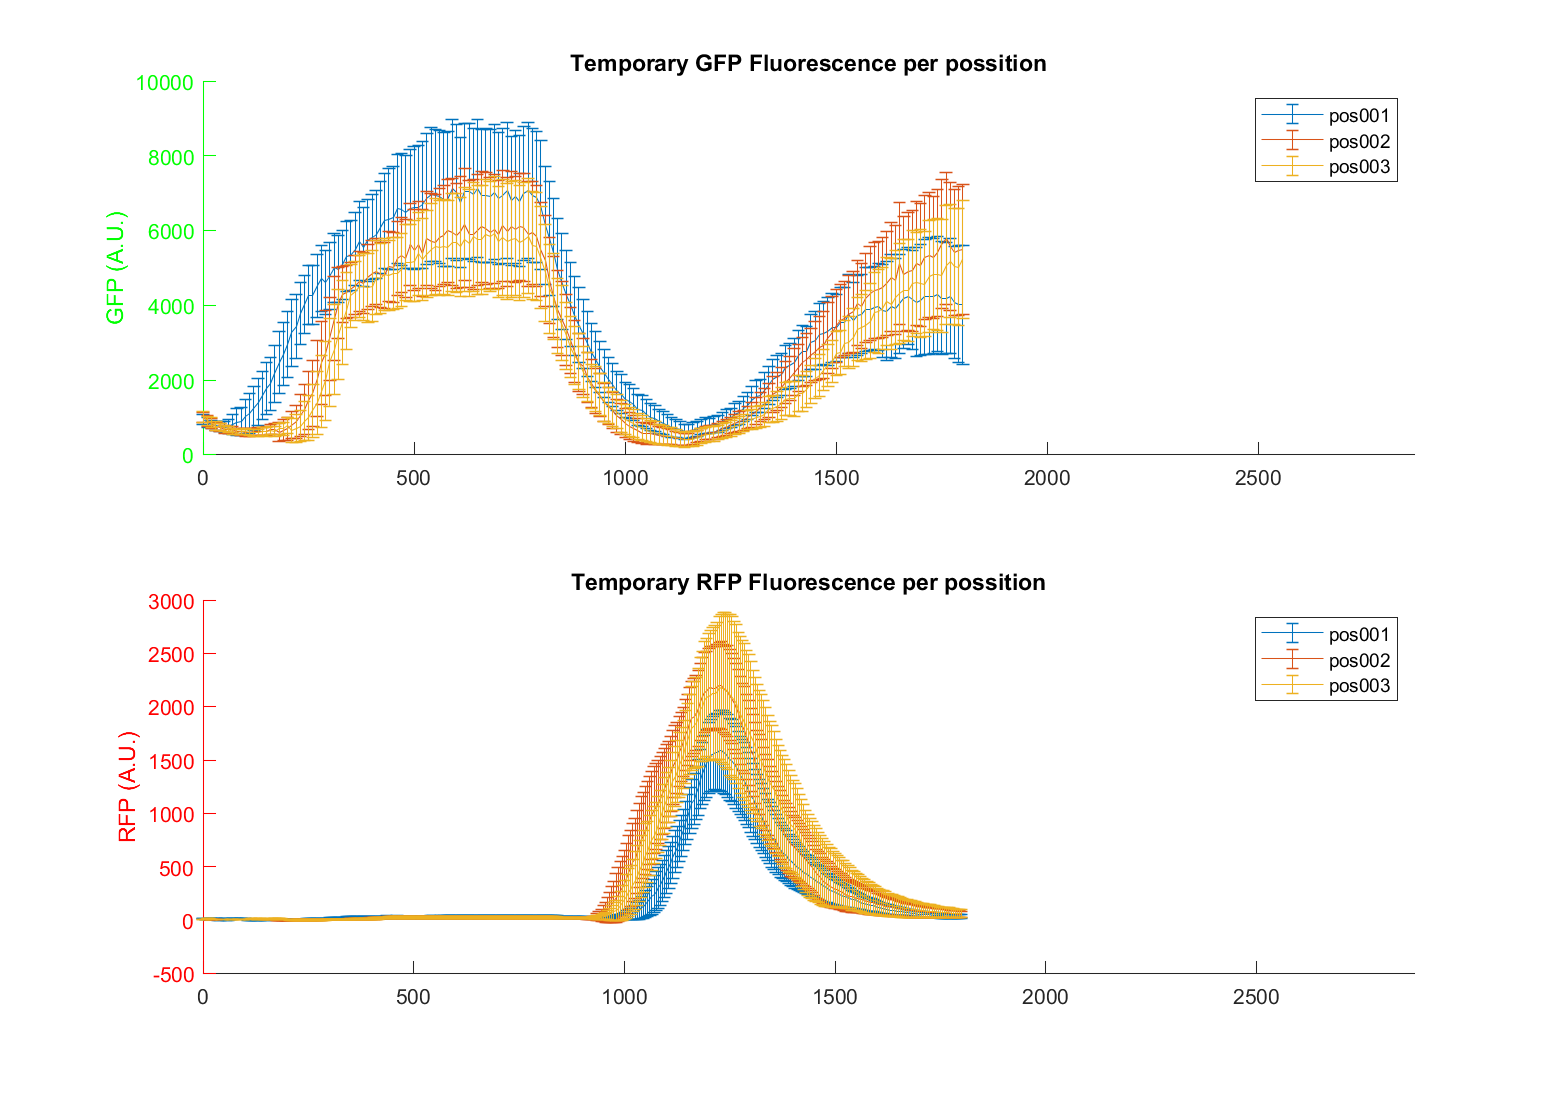 Temporary GFP Fluorescence per possition
10000
8000
6000
4000
2000
0
GFP (A.U.)
0 500 1000 1500 2000 2500
pos001
pos002
pos003
Temporary RFP Fluorescence per possition
3000
2500
2000
1500
1000
500
0
-500
RFP (A.U.)
0 500 1000 1500 2000 2500
pos001
pos002
pos003